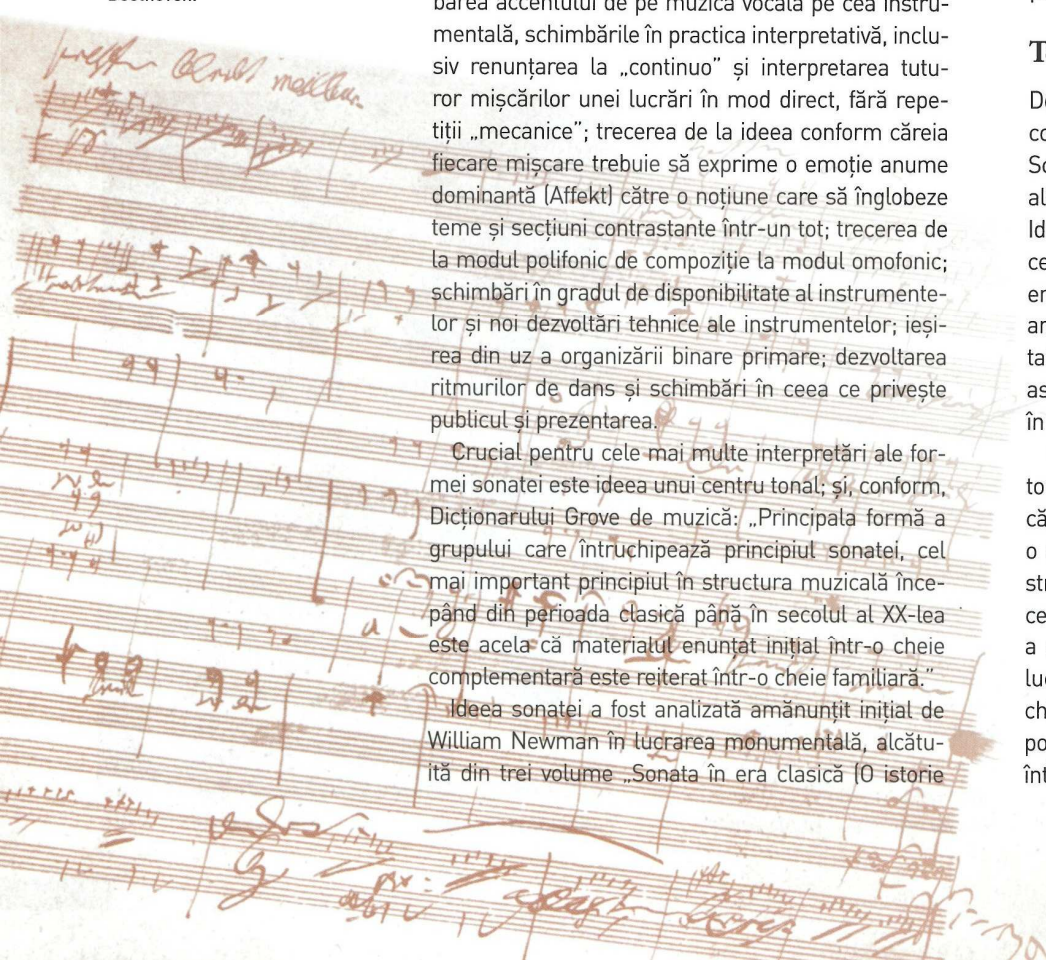 Beethoven.
barea accentului de pe muzica vocală pe cea instru-
mentală, schimbările în practica interpretativă, inclu-
siv renunțarea la „continuo” și interpretarea tutu-
ror mișcărilor unei lucrări în mod direct, fără repe-
tiții „mecanice”; trecerea de la ideea conform căreia
fiecare mișcare trebuie să exprime o emoție anume
dominantă (Affekt) către o noțiune care să înglobeze
teme și secțiuni contrastante într-un tot; trecerea de
la modul polifonic de compoziție la modul omofonic;
schimbări în gradul de disponibilitate al instrumente-
lor și noi dezvoltări tehnice ale instrumentelor; ieși-
rea din uz a organizării binare primare; dezvoltarea
ritmurilor de dans și schimbări în ceea ce privește
publicul și prezentarea.
Crucial pentru cele mai multe interpretări ale for-
mei sonatei este ideea unui centru tonal; și, conform,
Dicționarului Grove de muzică: „Principala formă a
grupului care întruchipează principiul sonatei, cel
mai important principiul în structura muzicală înce-
pând din perioada clasică până în secolul al XX-lea
este acela că materialul enunțat inițial într-o cheie
complementară este reiterat într-o cheie familiară.”
Ideea sonatei a fost analizată amănunțit inițial de
William Newman în lucrarea monumentală, alcătu-
ită din trei volume „Sonata în era clasică (O istorie